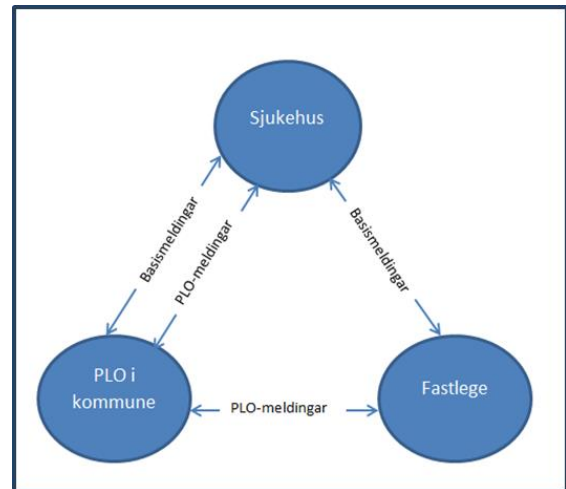 Sjukehus
Basismeldingar
PLO-meldingar
Basismeldingar
PLO i
kommune
PLO-meldingar
Fastlege